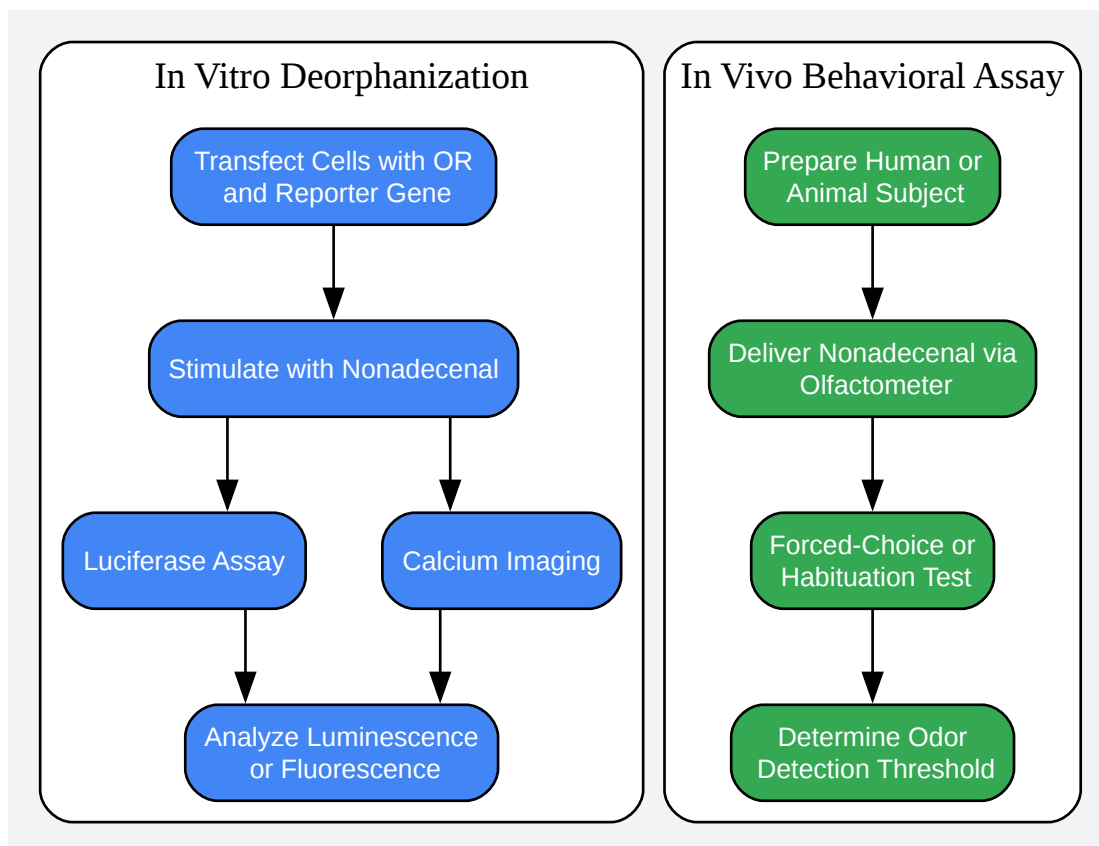 In Vitro Deorphanization
Transfect Cells with OR
and Reporter Gene
Stimulate with Nonadecenal
Luciferase Assay
Calcium Imaging
Analyze Luminescence
or Fluorescence
In Vivo Behavioral Assay
Prepare Human or
Animal Subject
Deliver Nonadecenal via
Olfactometer
Forced-Choice or
Habituation Test
Determine Odor
Detection Threshold